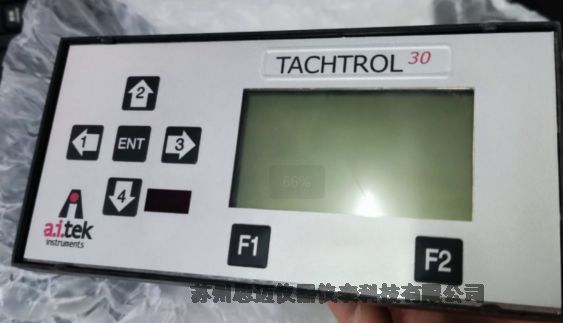 TACHTROL 30
2
1 ENT 3
4
66%
a.i.tek
instruments
F1
F2
苏州恩迈仪器仪表科技有限公司